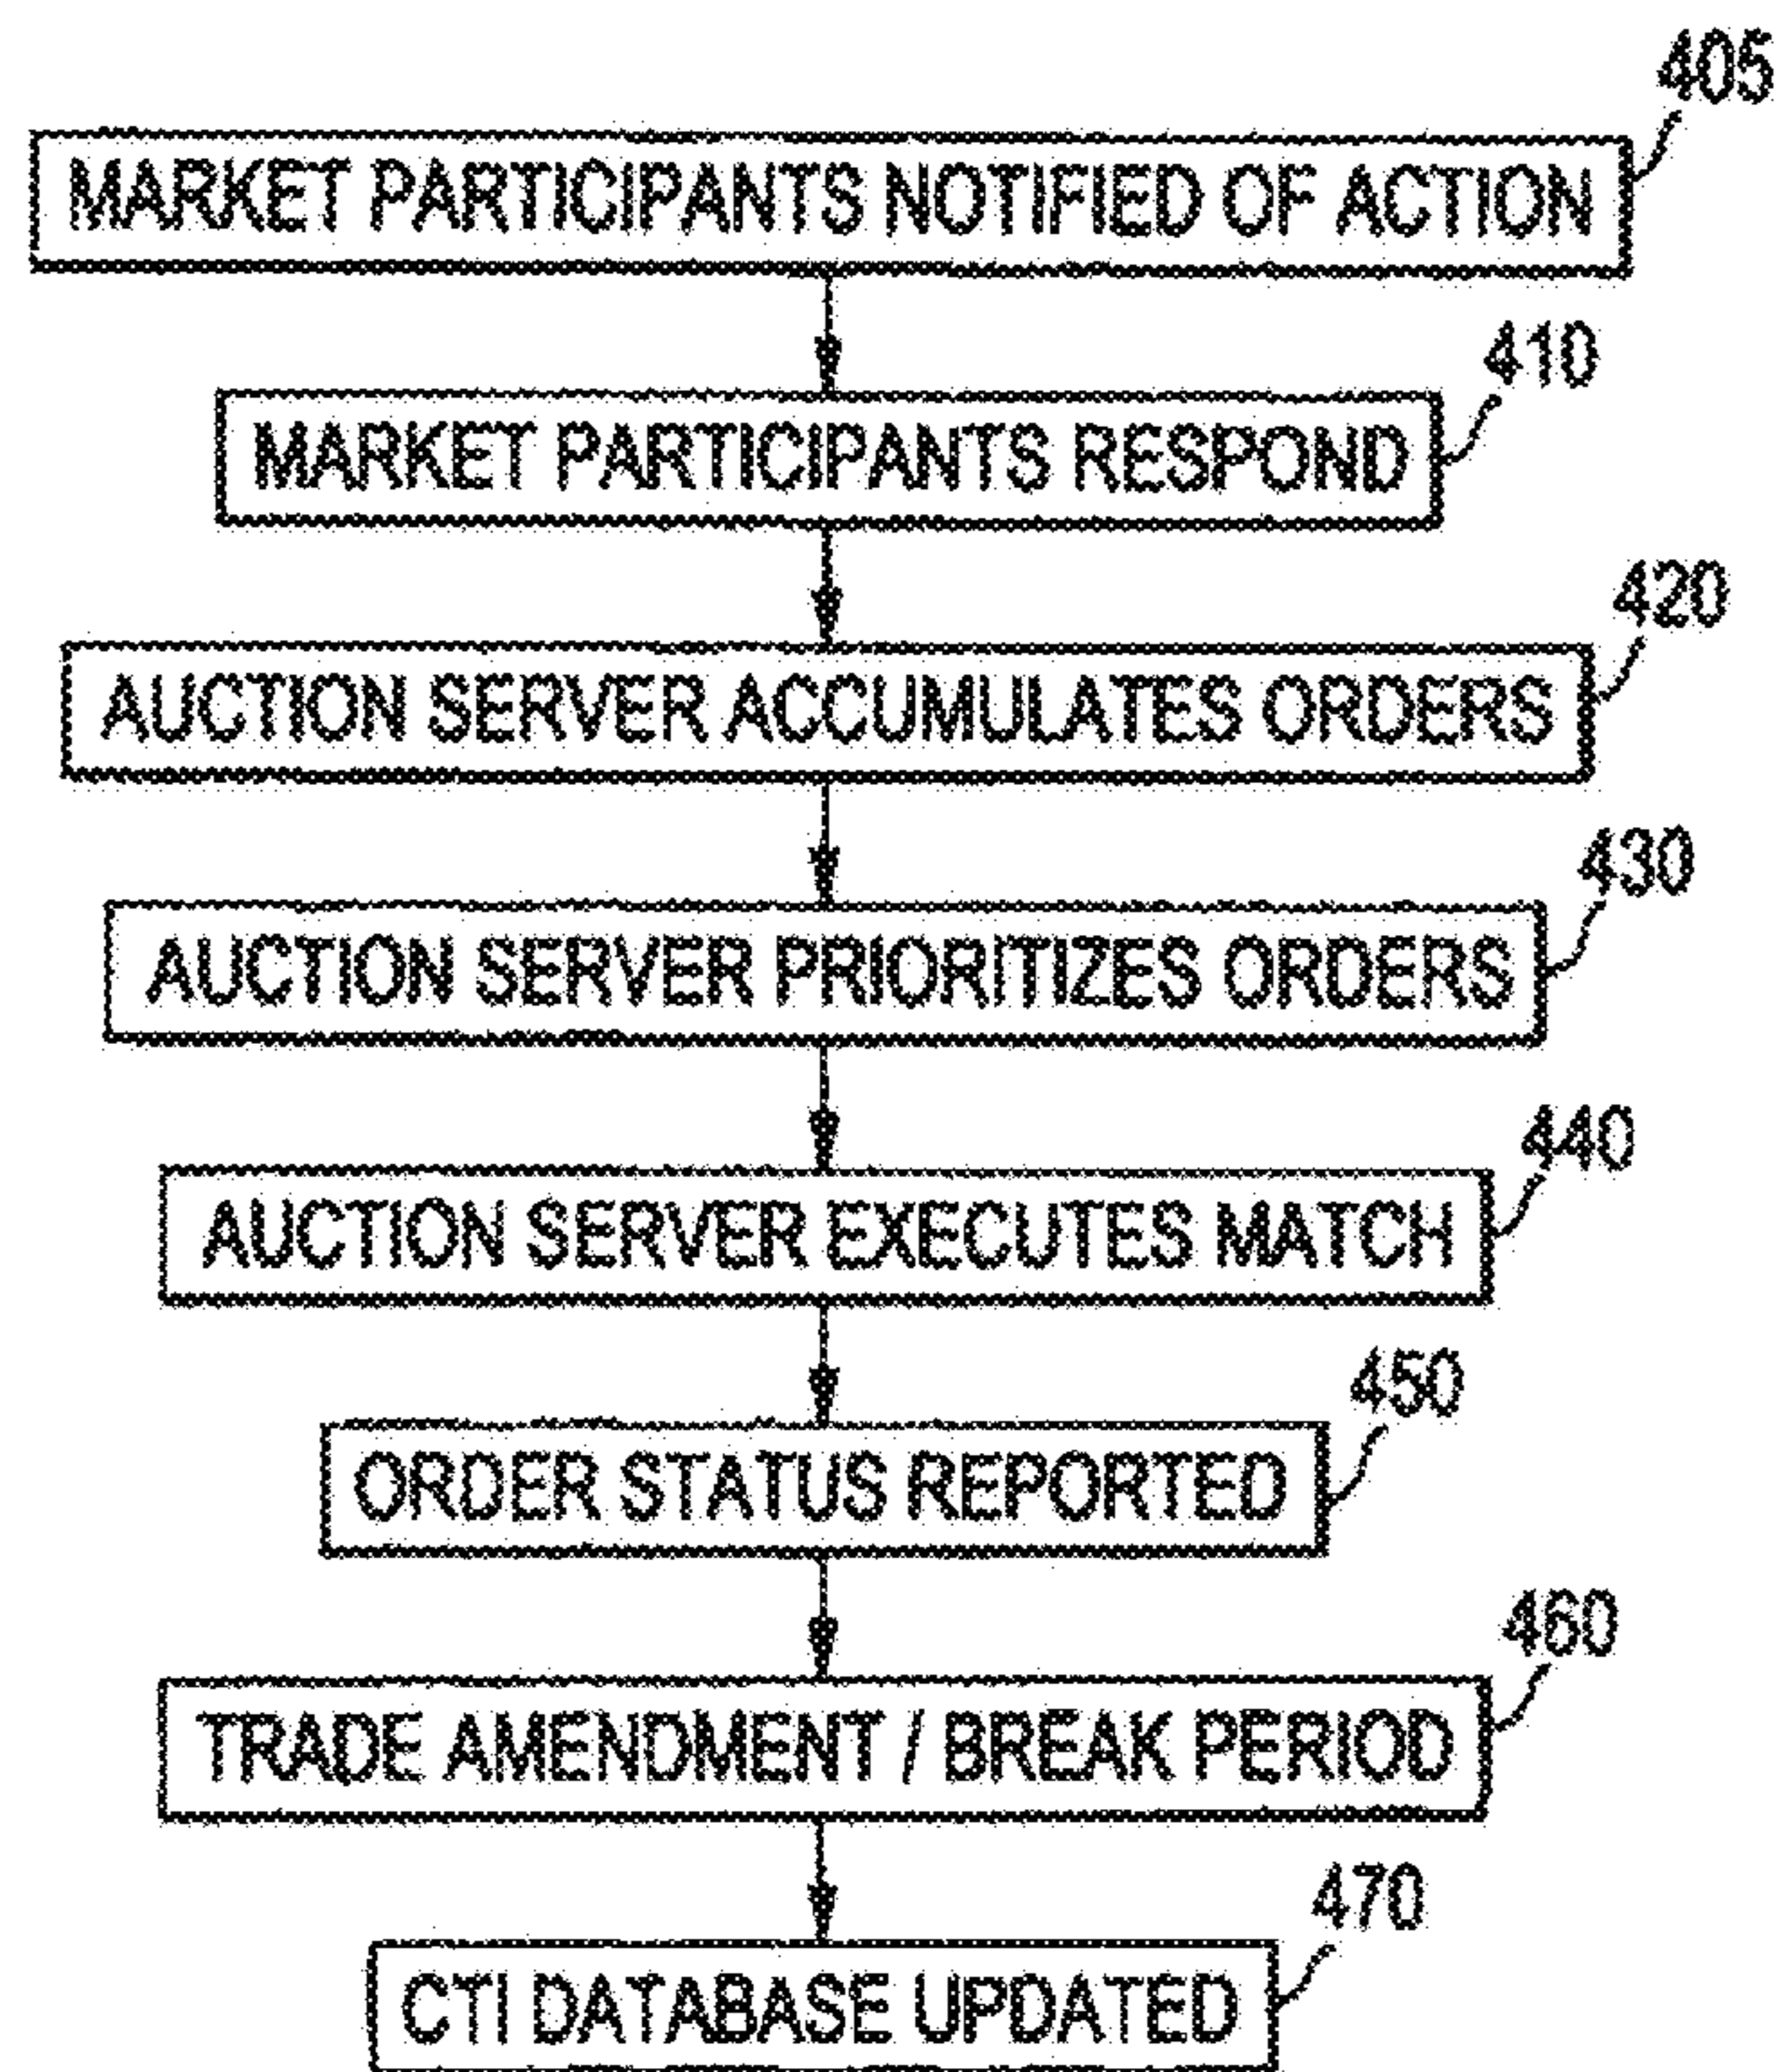 405
MARKET PARTICIPANTS NOTIFIED OF ACTION
410
MARKET PARTICIPANTS RESPOND
420
AUCTION SERVER ACCUMULATES ORDERS
430
AUCTION SERVER PRIORITIZES ORDERS
440
AUCTION SERVER EXECUTES MATCH
450
ORDER STATUS REPORTED
460
TRADE AMENDMENT / BREAK PERIOD
470
CTI DATABASE UPDATED